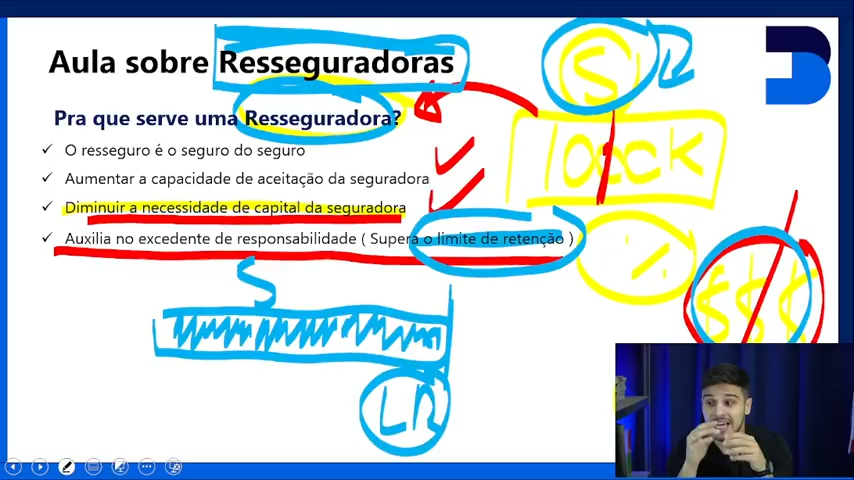 Aula sobre Resseguradoras
S
R
Pra que serve uma Resseguradora?
O resseguro é o seguro do seguro
Aumentar a capacidade de aceitação da seguradora
Diminuir a necessidade de capital da seguradora
Auxilia no excedente de responsabilidade ( Supera o limite de retenção )
%
$$$
S
LR